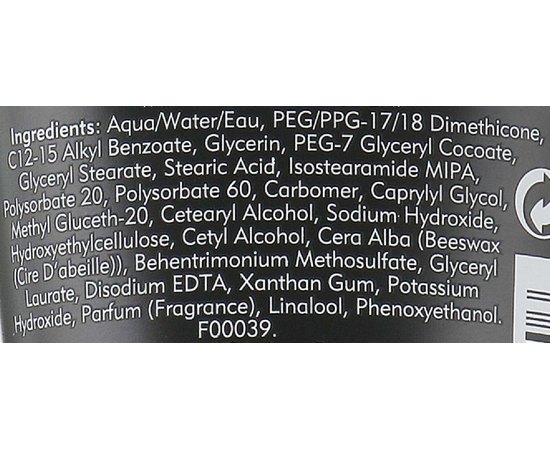 Ingredients: Aqua/Water/Eau, PEG/PPG-17/18 Dimethicone,
C12-15 Alkyl Benzoate, Glycerin, PEG-7 Glyceryl Cocoate,
Glyceryl Stearate, Stearic Acid, Isostearamide MIPA,
Polysorbate 20, Polysorbate 60, Carbomer, Caprylyl Glycol,
Methyl Gluceth-20, Cetearyl Alcohol, Sodium Hydroxide,
Hydroxyethylcellulose, Cetyl Alcohol, Cera Alba (Beeswax
(Cire D'abeille)), Behentrimonium Methosulfate, Glyceryl
Laurate, Disodium EDTA, Xanthan Gum, Potassium
Hydroxide, Parfum (Fragrance), Linalool, Phenoxyethanol.
F00039.